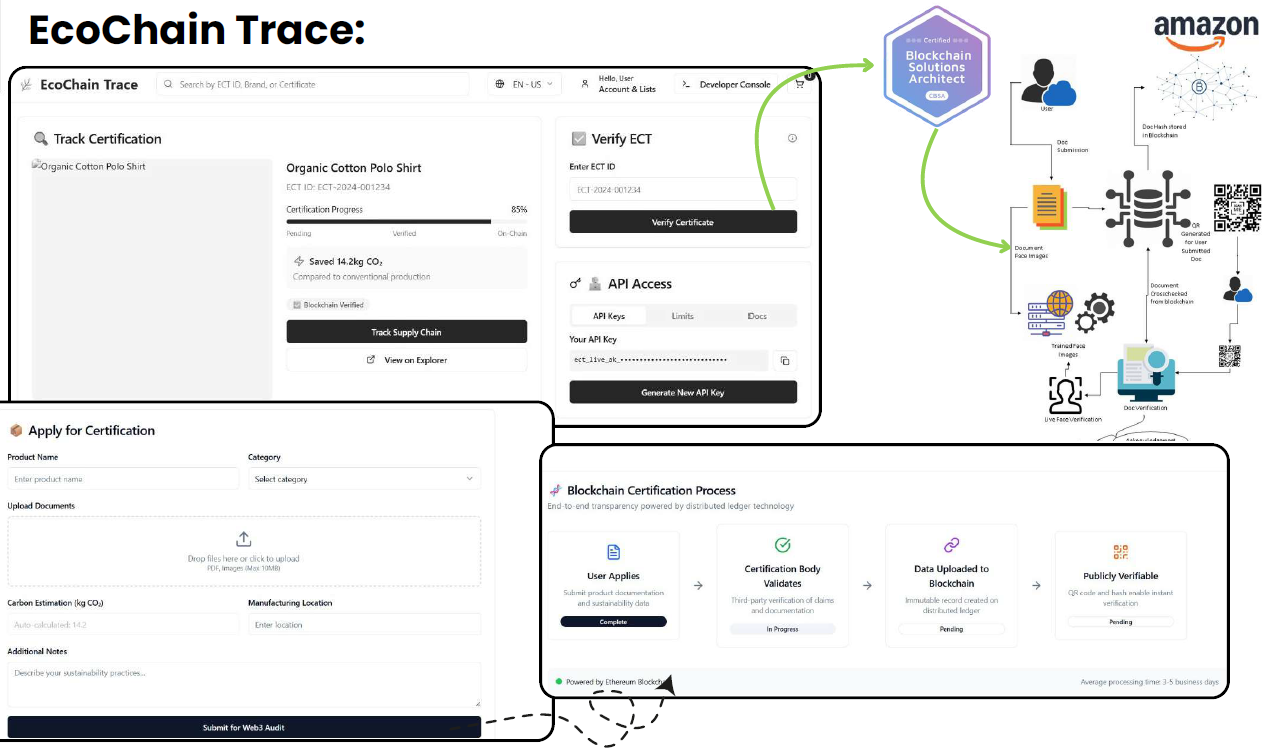 EcoChain Trace:
EcoChain Trace
Search by ECT ID, Brand, or Certificate
EN - US
Hello, User
Account & Lists
Developer Console
Track Certification
Organic Cotton Polo Shirt
Organic Cotton Polo Shirt
ECT ID: ECT-2024-001234
Certification Progress
85%
Pending
Verified
On-Chain
Saved 14.2kg CO₂
Compared to conventional production
Blockchain Verified
Track Supply Chain
View on Explorer
Verify ECT
Enter ECT ID
ECT-2024-001234
Verify Certificate
API Access
API Keys
Limits
Docs
Your API Key
ect_live_ak_••••••••••••••••••••••••••••
Generate New API Key
Certified
Blockchain
Solutions
Architect
CBSA
amazon
User
Doc
Submission
Doc Hash stored
in Blockchain
Document
Face Images
QR
Generated
for User
Submitted
Doc
Document
Crosschecked
from blockchain
Trained Face
Images
Live Face Verification
Doc Verification
Apply for Certification
Product Name
Category
Enter product name
Select category
Upload Documents
Drop files here or click to upload
PDF, Images (Max 10MB)
Carbon Estimation (kg CO₂)
Manufacturing Location
Auto-calculated: 14.2
Enter location
Additional Notes
Describe your sustainability practices...
Submit for Web3 Audit
Blockchain Certification Process
End-to-end transparency powered by distributed ledger technology
User Applies
Submit product documentation
and sustainability data
Complete
Certification Body
Validates
Third-party verification of claims
and documentation
In Progress
Data Uploaded to
Blockchain
Immutable record created on
distributed ledger
Pending
Publicly Verifiable
QR code and hash enable instant
verification
Pending
Powered by Ethereum Blockch
Average processing time: 3-5 business days